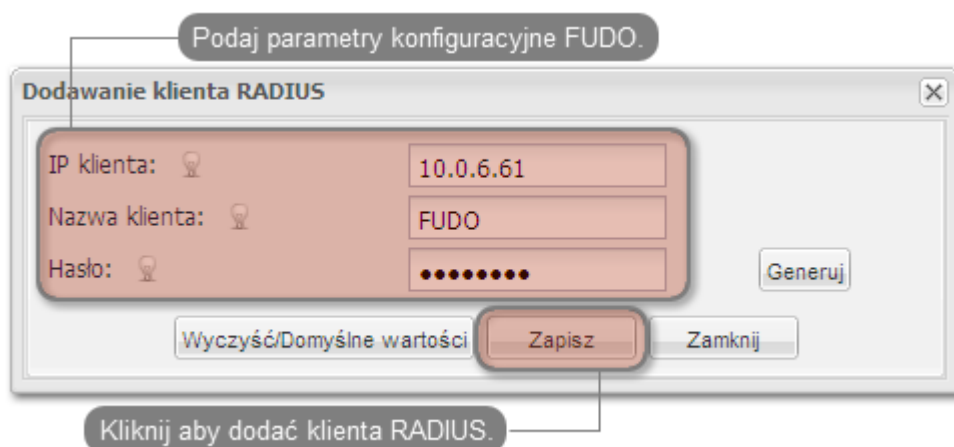 Podaj parametry konfiguracyjne FUDO.
Dodawanie klienta RADIUS
IP klienta: 10.0.6.61
Nazwa klienta: FUDO
Hasło: ●●●●●●●●
Generuj
Wyczyść/Domyślne wartości Zapisz Zamknij
Kliknij aby dodać klienta RADIUS.